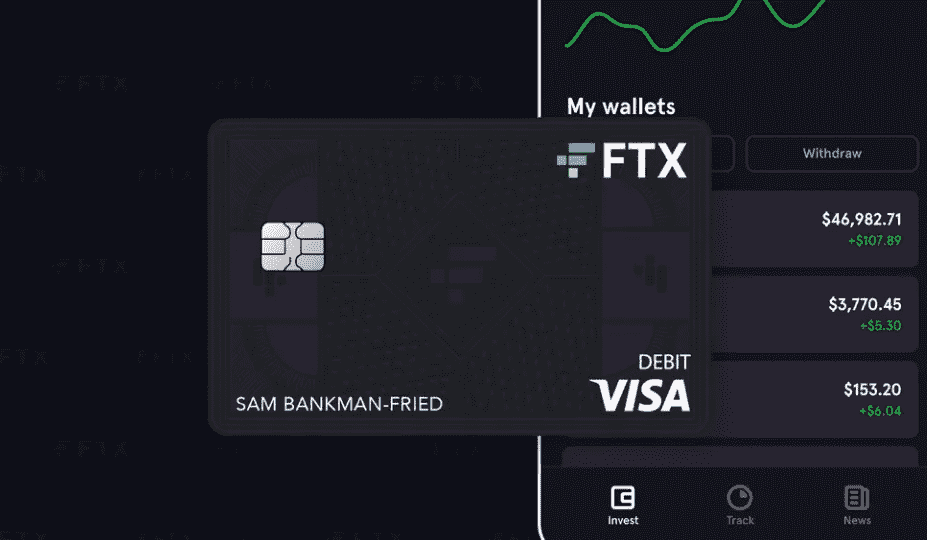 My wallets
Withdraw
FTX
$46,982.71
+$107.89
$3,770.45
+$5.30
DEBIT
VISA
$153.20
+$6.04
SAM BANKMAN-FRIED
Invest
Track
News
FTX
FTX
FTX
FTX
FTX
FTX
FTX